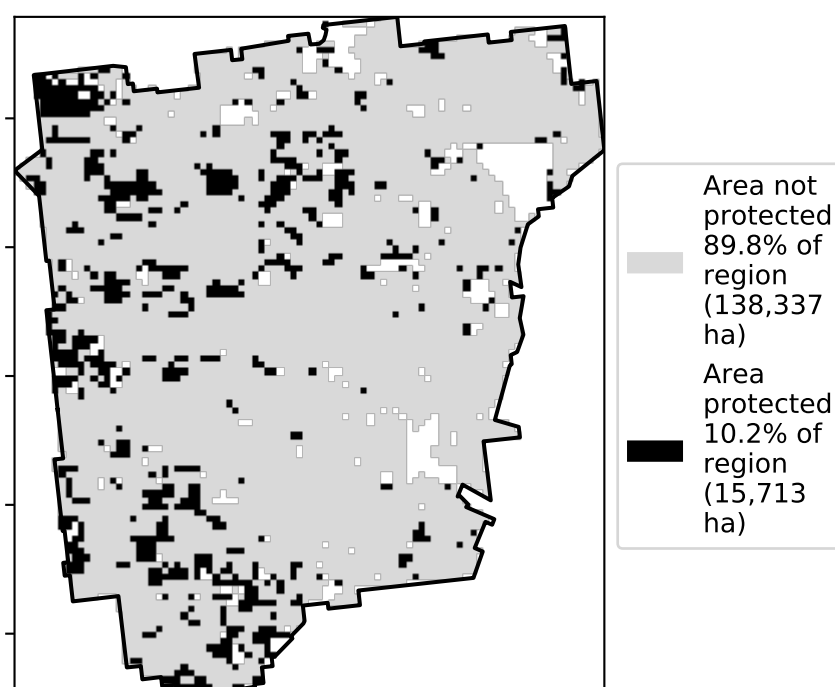 Area not
protected
89.8% of
region
(138,337
ha)
Area
protected
10.2% of
region
(15,713
ha)